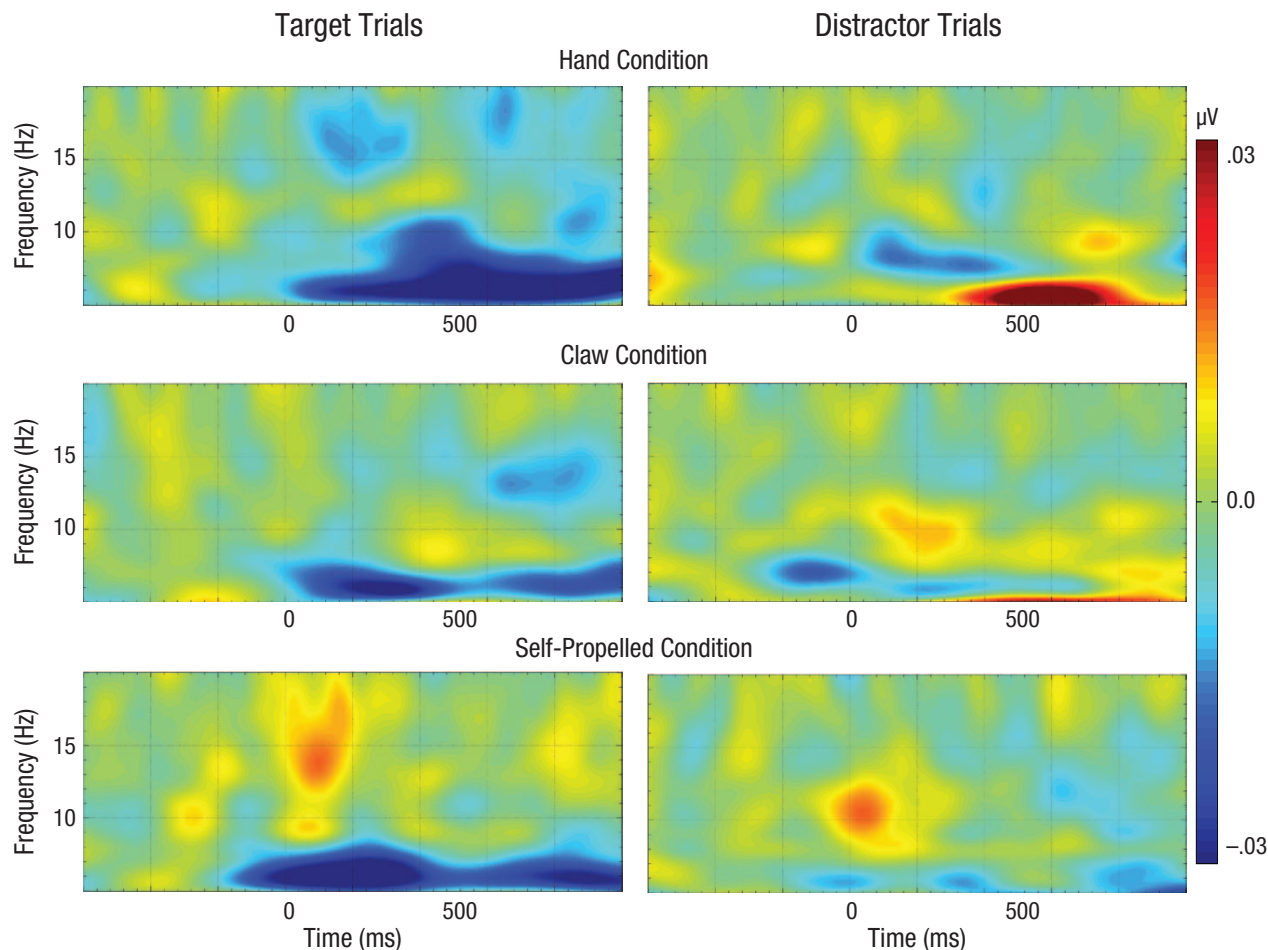 Target Trials
Distractor Trials
Hand Condition
Frequency (Hz)
15
10
0
500
0
500
µV
.03
0.0
–.03
Claw Condition
Frequency (Hz)
15
10
0
500
0
500
Self-Propelled Condition
Frequency (Hz)
15
10
0
500
0
500
Time (ms)
Time (ms)